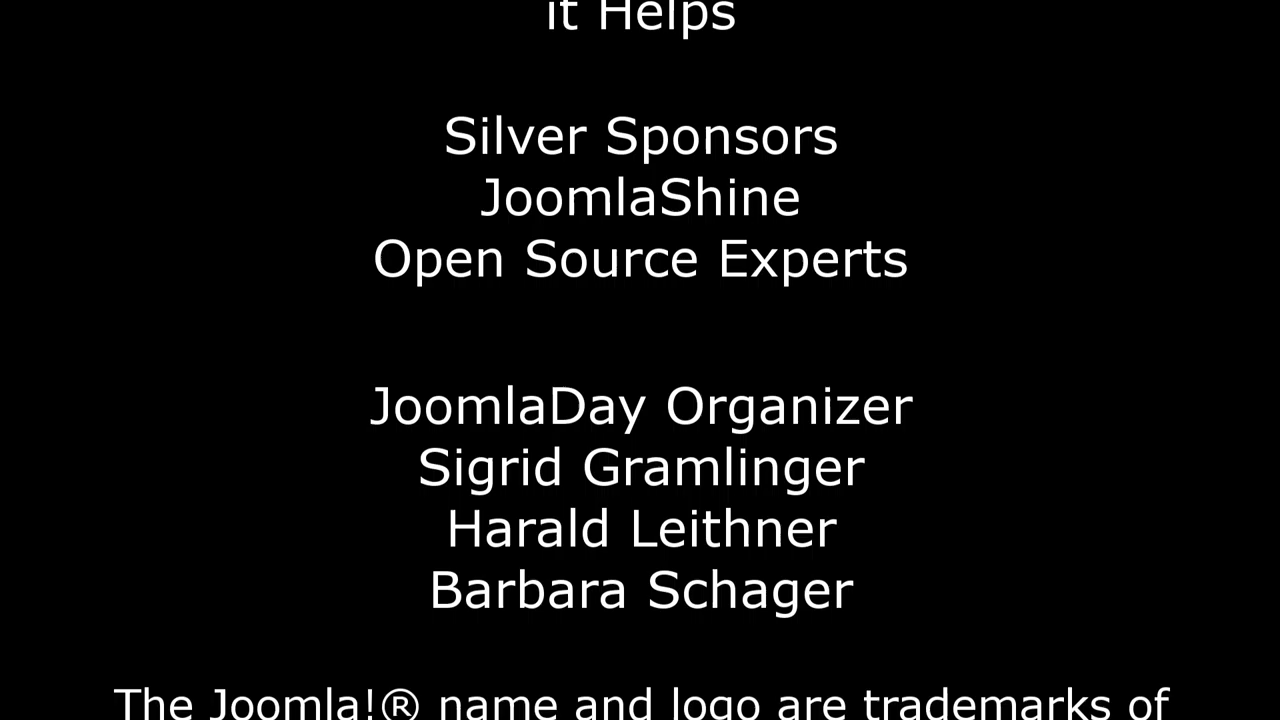 it Helps
Silver Sponsors
JoomlaShine
Open Source Experts
JoomlaDay Organizer
Sigrid Gramlinger
Harald Leithner
Barbara Schager
The Joomla!® name and logo are trademarks of